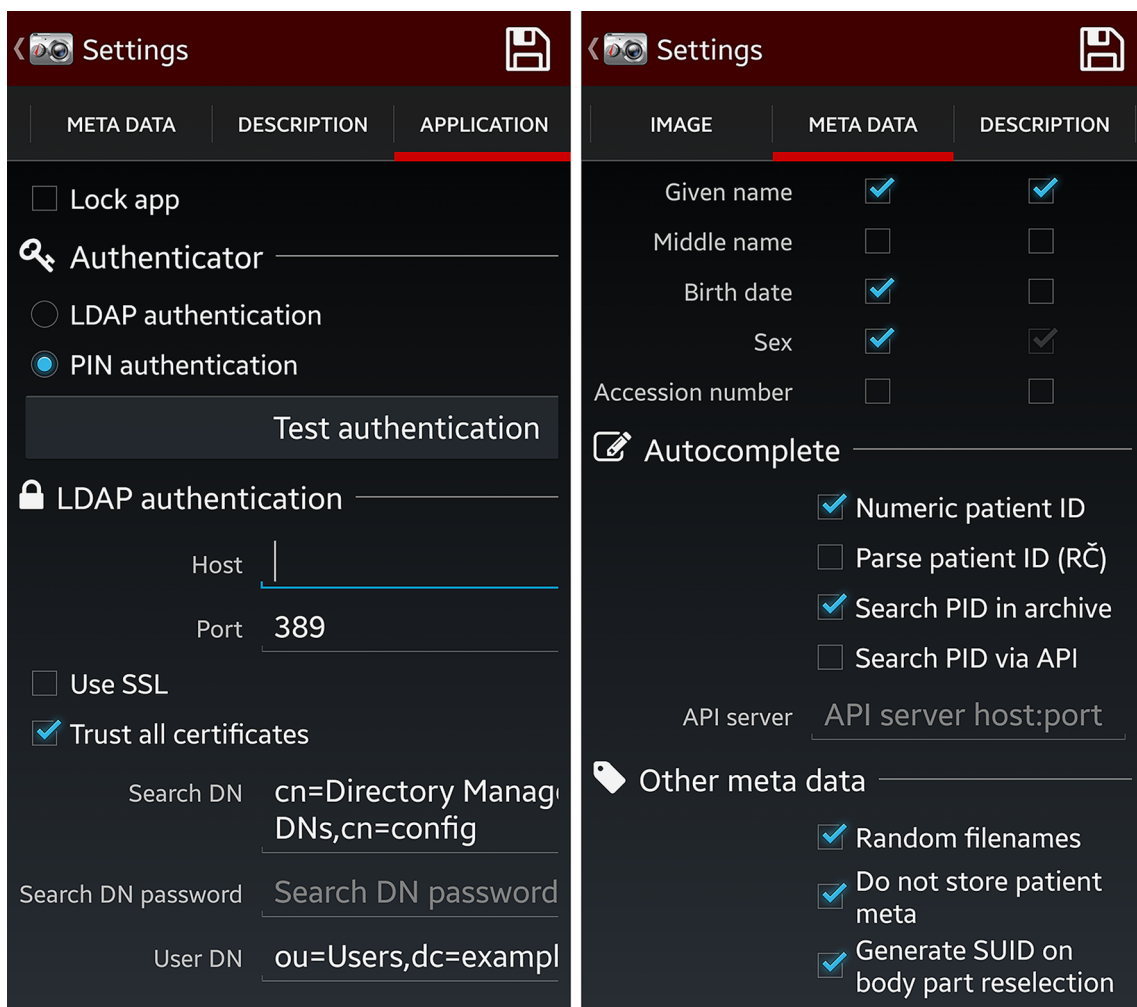 Settings
META DATA
DESCRIPTION
APPLICATION
Lock app
Authenticator
LDAP authentication
PIN authentication
Test authentication
LDAP authentication
Host
Port 389
Use SSL
Trust all certificates
Search DN cn=Directory Manag
DNs,cn=config
Search DN password Search DN password
User DN ou=Users,dc=exampl
Settings
IMAGE
META DATA
DESCRIPTION
Given name
Middle name
Birth date
Sex
Accession number
Autocomplete
Numeric patient ID
Parse patient ID (RČ)
Search PID in archive
Search PID via API
API server API server host:port
Other meta data
Random filenames
Do not store patient
meta
Generate SUID on
body part reselection